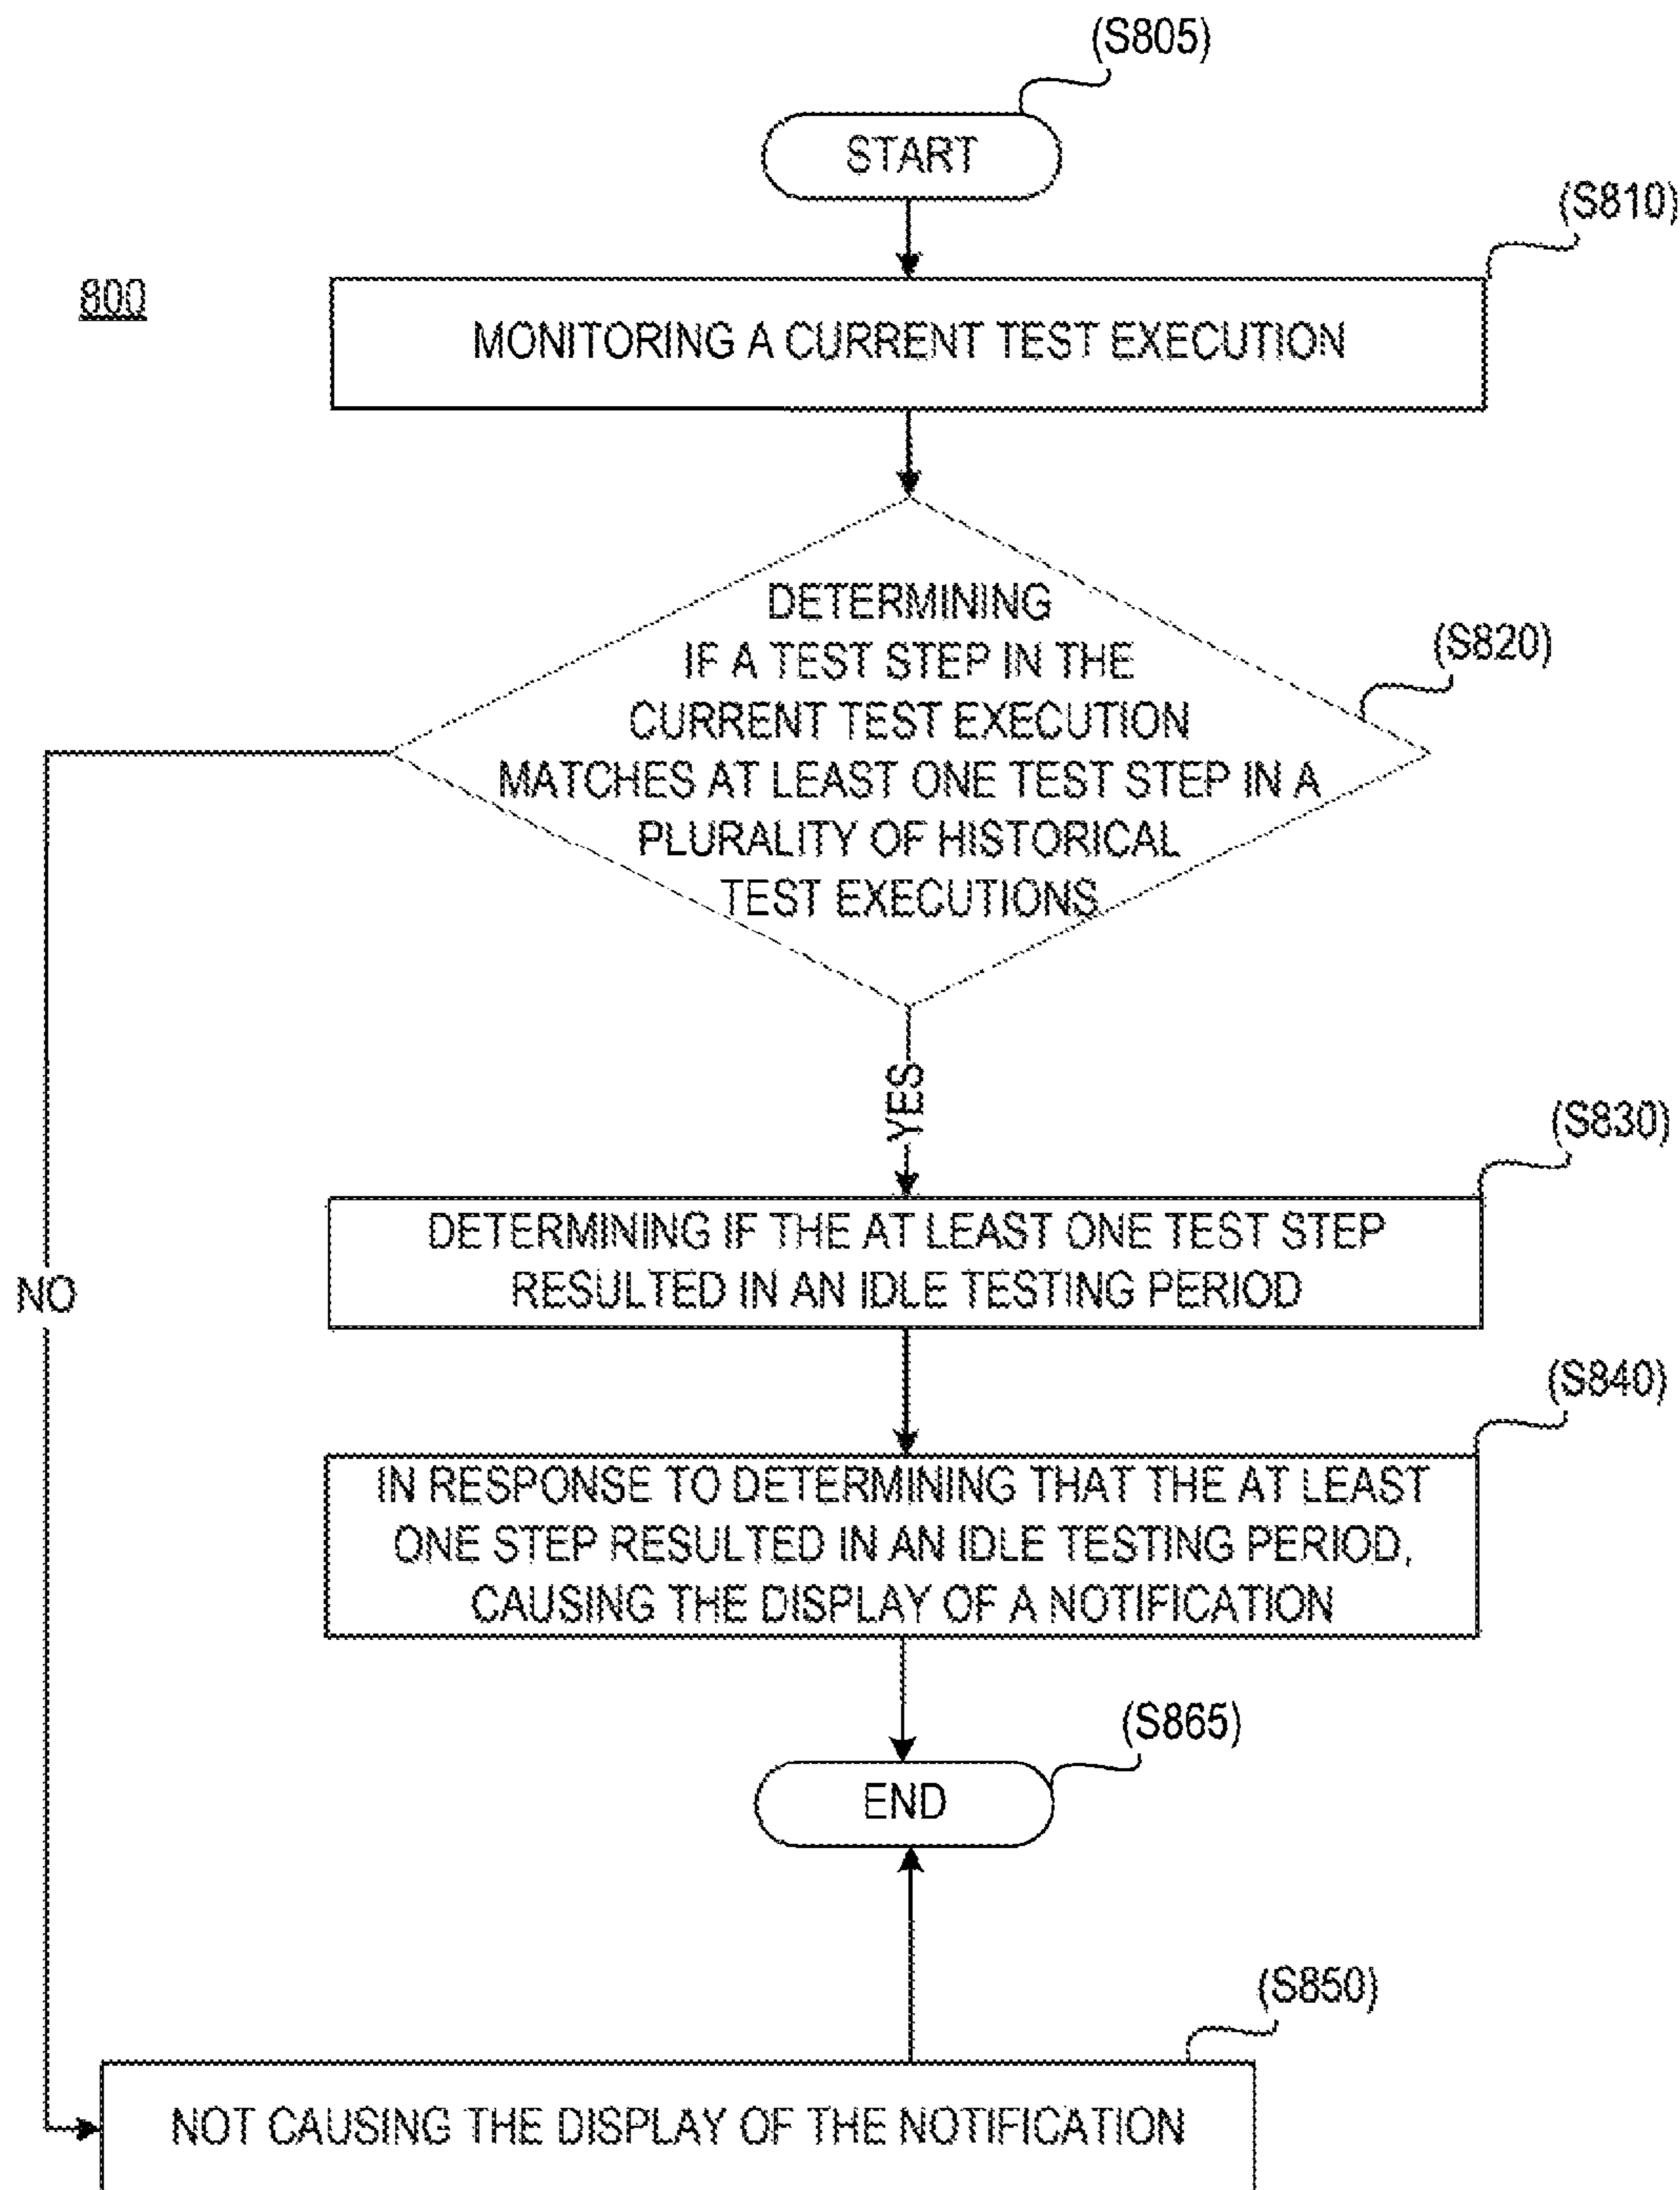 (S805)
START
(S810)
800
MONITORING A CURRENT TEST EXECUTION
DETERMINING
IF A TEST STEP IN THE
(S820)
CURRENT TEST EXECUTION
MATCHES AT LEAST ONE TEST STEP IN A
PLURALITY OF HISTORICAL
TEST EXECUTIONS
YES
(S830)
DETERMINING IF THE AT LEAST ONE TEST STEP
RESULTED IN AN IDLE TESTING PERIOD
NO
(S840)
IN RESPONSE TO DETERMINING THAT THE AT LEAST
ONE STEP RESULTED IN AN IDLE TESTING PERIOD,
CAUSING THE DISPLAY OF A NOTIFICATION
(S865)
END
(S850)
NOT CAUSING THE DISPLAY OF THE NOTIFICATION